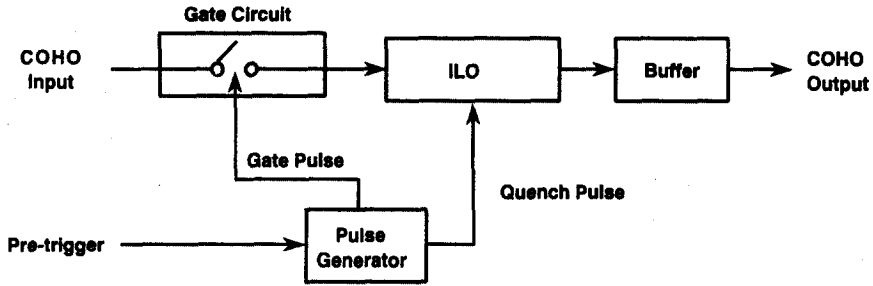 Gate Circuit
COHO
Input
ILO
Buffer
COHO
Output
Gate Pulse
Quench Pulse
Pre-trigger
Pulse
Generator